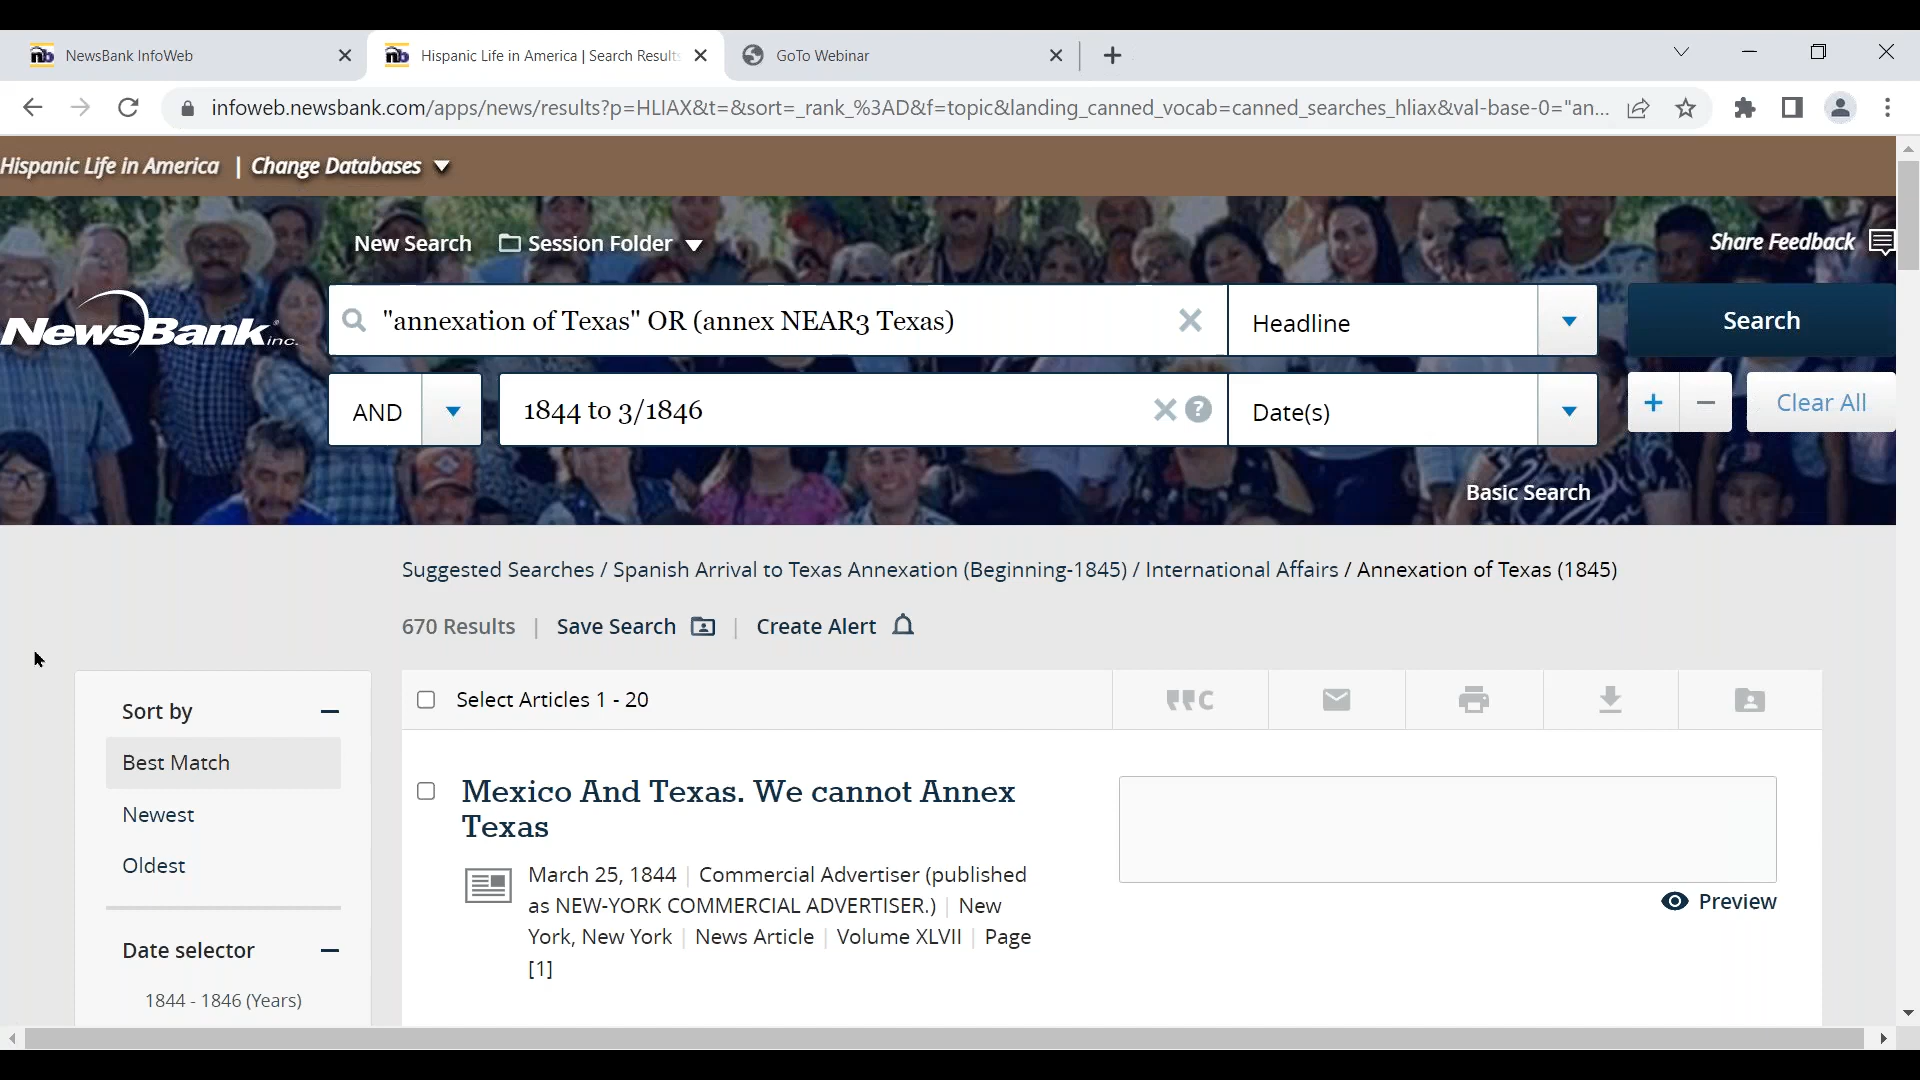 NewsBank InfoWeb
Hispanic Life in America | Search Results
GoTo Webinar
infoweb.newsbank.com/apps/news/results?p=HLIAX&t=&sort=_rank_%3AD&f=topic&landing_canned_vocab=canned_searches_hliax&val-base-0="an...
Hispanic Life in America | Change Databases
New Search Session Folder
Share Feedback
NewsBank inc.
"annexation of Texas" OR (annex NEAR3 Texas)
Headline
Search
AND
1844 to 3/1846
?
Date(s)
+ −
Clear All
Basic Search
Suggested Searches / Spanish Arrival to Texas Annexation (Beginning-1845) / International Affairs / Annexation of Texas (1845)
670 Results | Save Search | Create Alert
Sort by
Best Match
Newest
Oldest
Date selector
1844 - 1846 (Years)
Select Articles 1 - 20
Mexico And Texas. We cannot Annex
Texas
March 25, 1844 | Commercial Advertiser (published
as NEW-YORK COMMERCIAL ADVERTISER.) | New
York, New York | News Article | Volume XLVII | Page
[1]
Preview